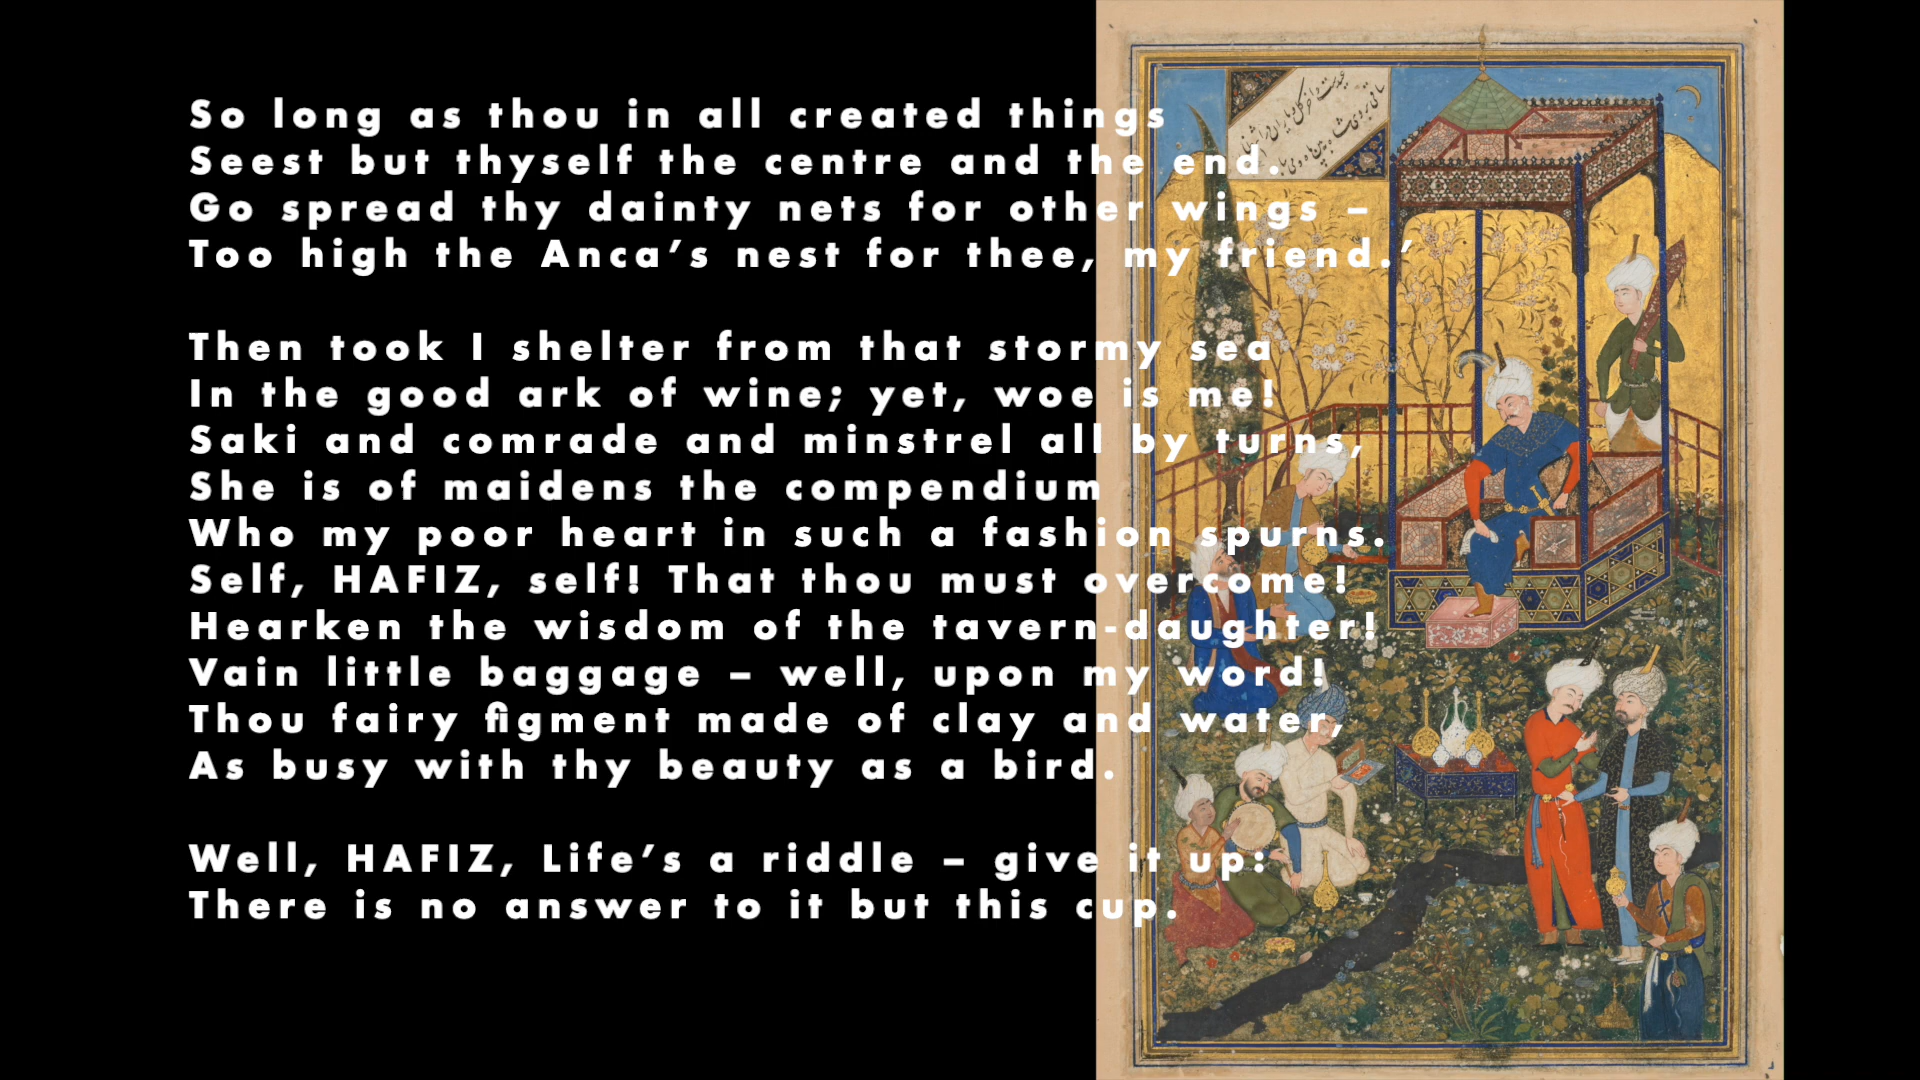 So long as thou in all created things
Seest but thyself the centre and the end.
Go spread thy dainty nets for other wings –
Too high the Anca’s nest for thee, my friend.’
Then took I shelter from that stormy sea
In the good ark of wine; yet, woe is me!
Saki and comrade and minstrel all by turns,
She is of maidens the compendium
Who my poor heart in such a fashion spurns.
Self, HAFIZ, self! That thou must overcome!
Hearken the wisdom of the tavern-daughter!
Vain little baggage – well, upon my word!
Thou fairy figment made of clay and water,
As busy with thy beauty as a bird.
Well, HAFIZ, Life’s a riddle – give it up:
There is no answer to it but this cup.